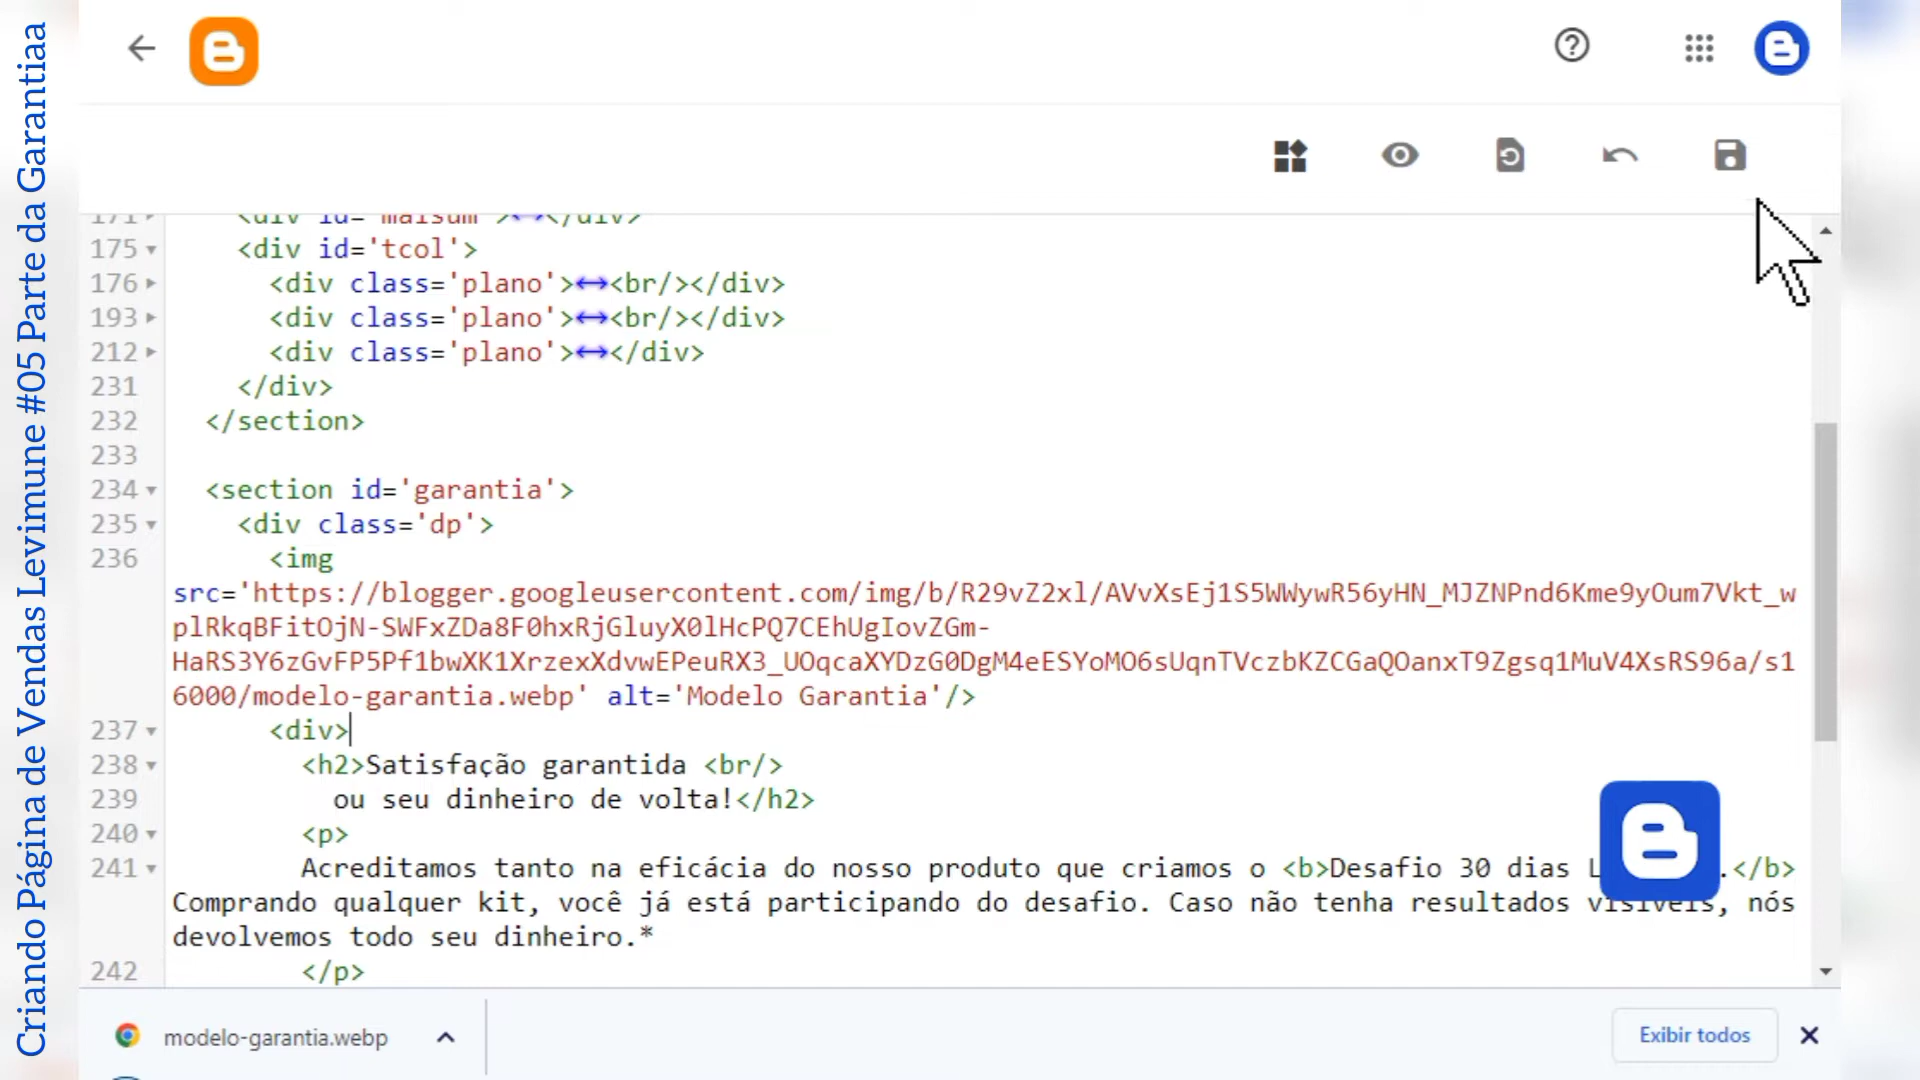 Criando Página de Vendas Levimune #05 Parte da Garantiaa
171 <div id='maisum'>↔</div>
175 <div id='tcol'>
176 <div class='plano'>↔<br/></div>
193 <div class='plano'>↔<br/></div>
212 <div class='plano'>↔</div>
231 </div>
232 </section>
233
234 <section id='garantia'>
235 <div class='dp'>
236 <img
src='https://blogger.googleusercontent.com/img/b/R29vZ2xl/AVvXsEj1S5WWywR56yHN_MJZNPnd6Kme9yOum7Vkt_w
plRkqBFitOjN-SWFxZDa8F0hxRjGluyX0lHcPQ7CEhUgIovZGm-
HaRS3Y6zGvFP5Pf1bwXK1XrzexXdvwEPeuRX3_UOqcaXYDzG0DgM4eESYoMO6sUqnTVczbKZCGaQOanxT9Zgsq1MuV4XsRS96a/s1
6000/modelo-garantia.webp' alt='Modelo Garantia'/>
237 <div>
238 <h2>Satisfação garantida <br/>
239 ou seu dinheiro de volta!</h2>
240 <p>
241 Acreditamos tanto na eficácia do nosso produto que criamos o <b>Desafio 30 dias .</b>
Comprando qualquer kit, você já está participando do desafio. Caso não tenha resultados visíveis, nós
devolvemos todo seu dinheiro.*
242 </p>
modelo-garantia.webp
Exibir todos